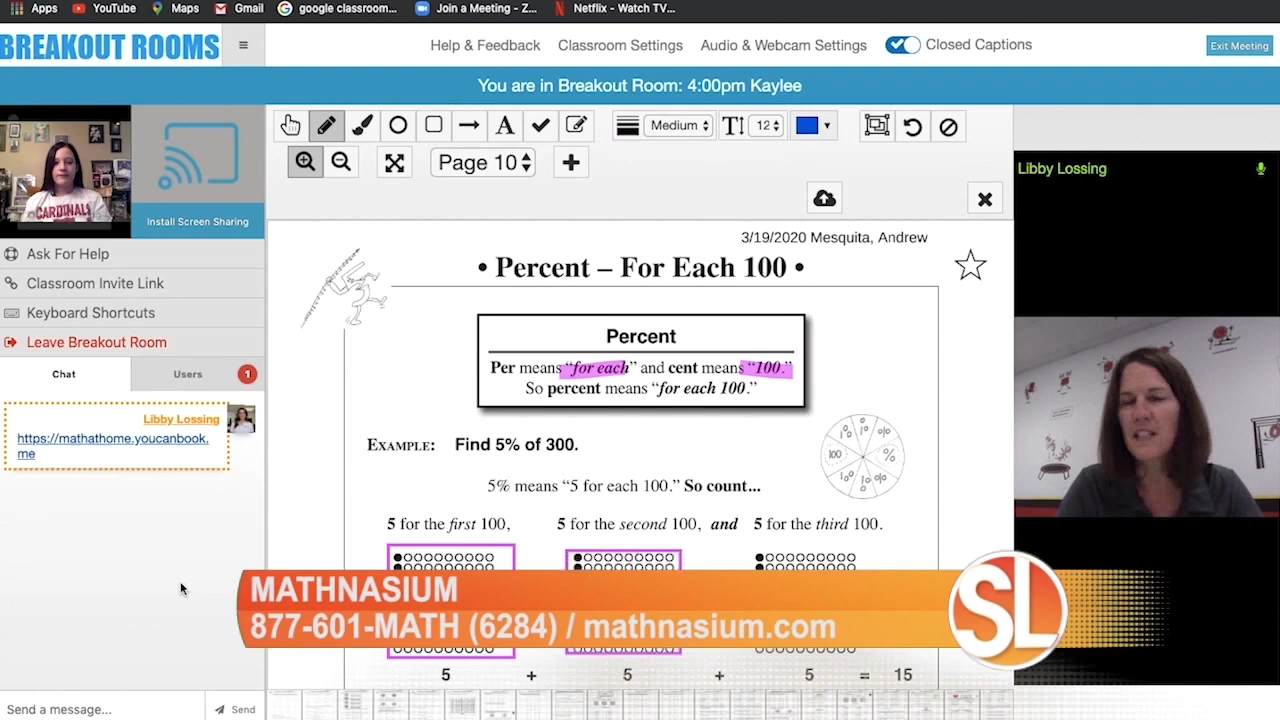 Apps YouTube Maps Gmail google classroom... Join a Meeting - Z... Netflix - Watch TV...
BREAKOUT ROOMS
Help & Feedback Classroom Settings Audio & Webcam Settings Closed Captions Exit Meeting
You are in Breakout Room: 4:00pm Kaylee
CARDINALS
Install Screen Sharing
Ask For Help
Classroom Invite Link
Keyboard Shortcuts
Leave Breakout Room
Chat Users 1
Libby Lossing
https://mathathome.youcanbook.
me
Send a message... Send
A Medium T 12
Page 10
3/19/2020 Mesquita, Andrew
• Percent – For Each 100 •
Percent
Per means “for each” and cent means “100.”
So percent means “for each 100.”
EXAMPLE: Find 5% of 300.
5% means “5 for each 100.” So count...
100 % % % % % % %
5 for the first 100, 5 for the second 100, and 5 for the third 100.
5 + 5 + 5 = 15
Libby Lossing
MATHNASIUM
877-601-MATH (6284) / mathnasium.com
SL